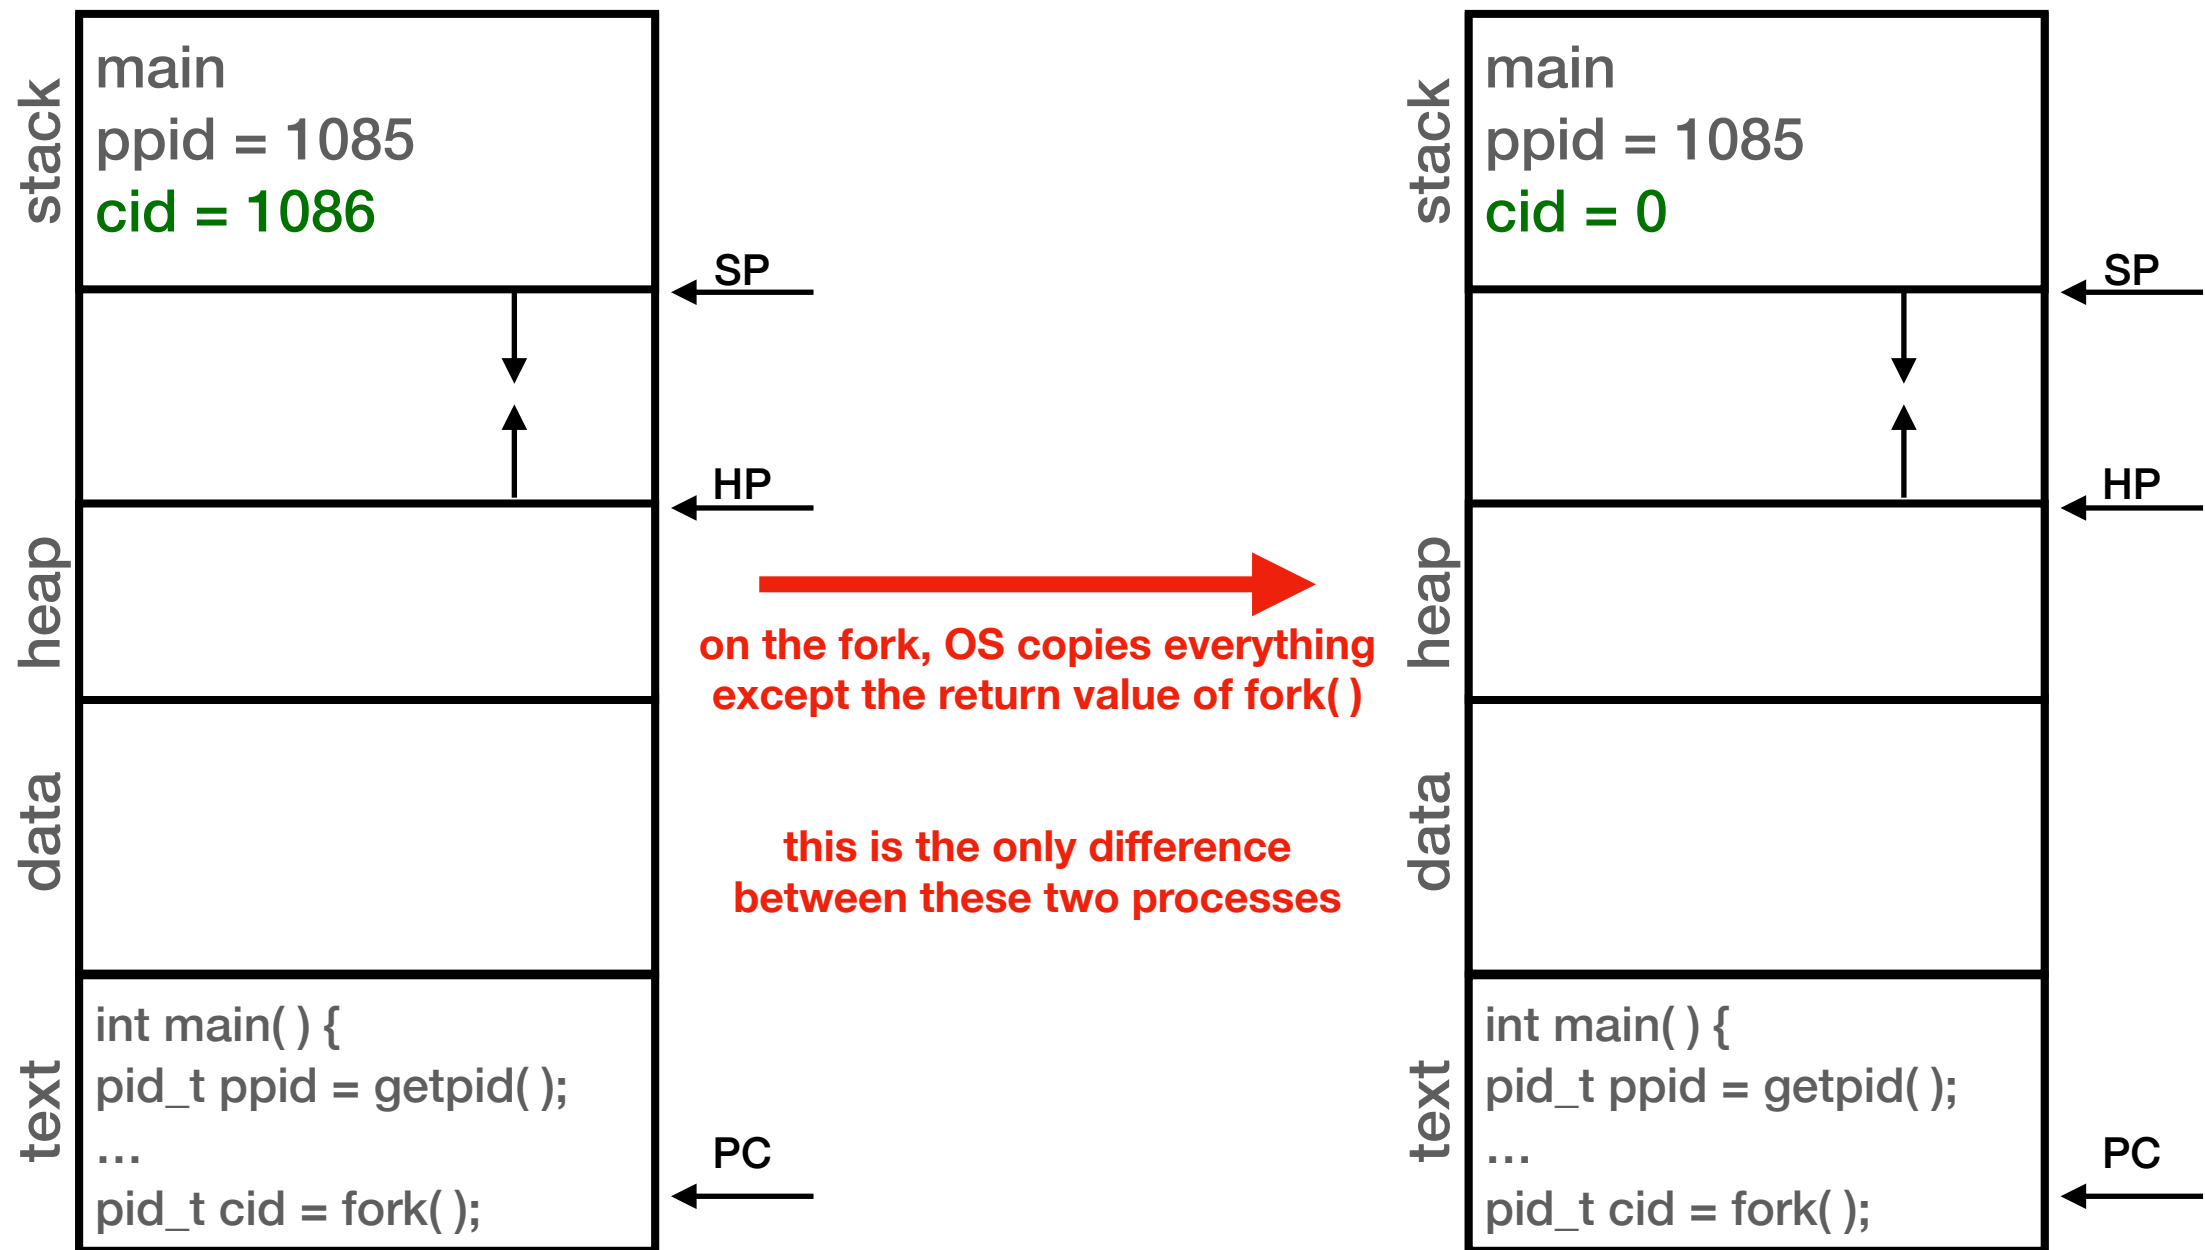 stack
main
ppid = 1085
cid = 1086
SP
HP
heap
data
text
int main( ) {
pid_t ppid = getpid( );
...
pid_t cid = fork( );
PC
on the fork, OS copies everything
except the return value of fork( )
this is the only difference
between these two processes
stack
main
ppid = 1085
cid = 0
SP
HP
heap
data
text
int main( ) {
pid_t ppid = getpid( );
...
pid_t cid = fork( );
PC